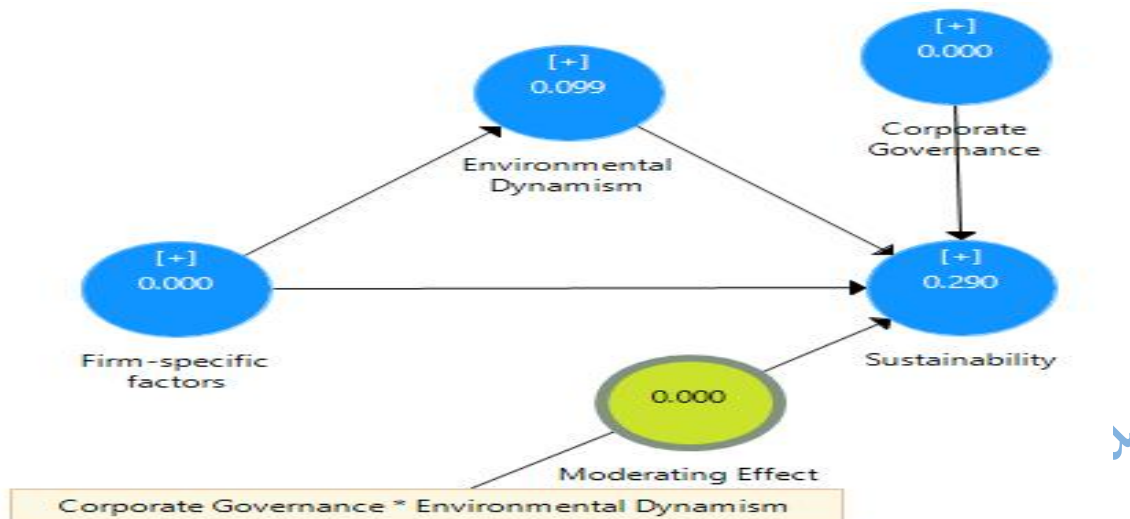 [+]
0.099
Environmental
Dynamism
[+]
0.000
Corporate
Governance
[+]
0.000
Firm-specific
factors
[+]
0.290
Sustainability
0.000
Moderating Effect
Corporate Governance * Environmental Dynamism